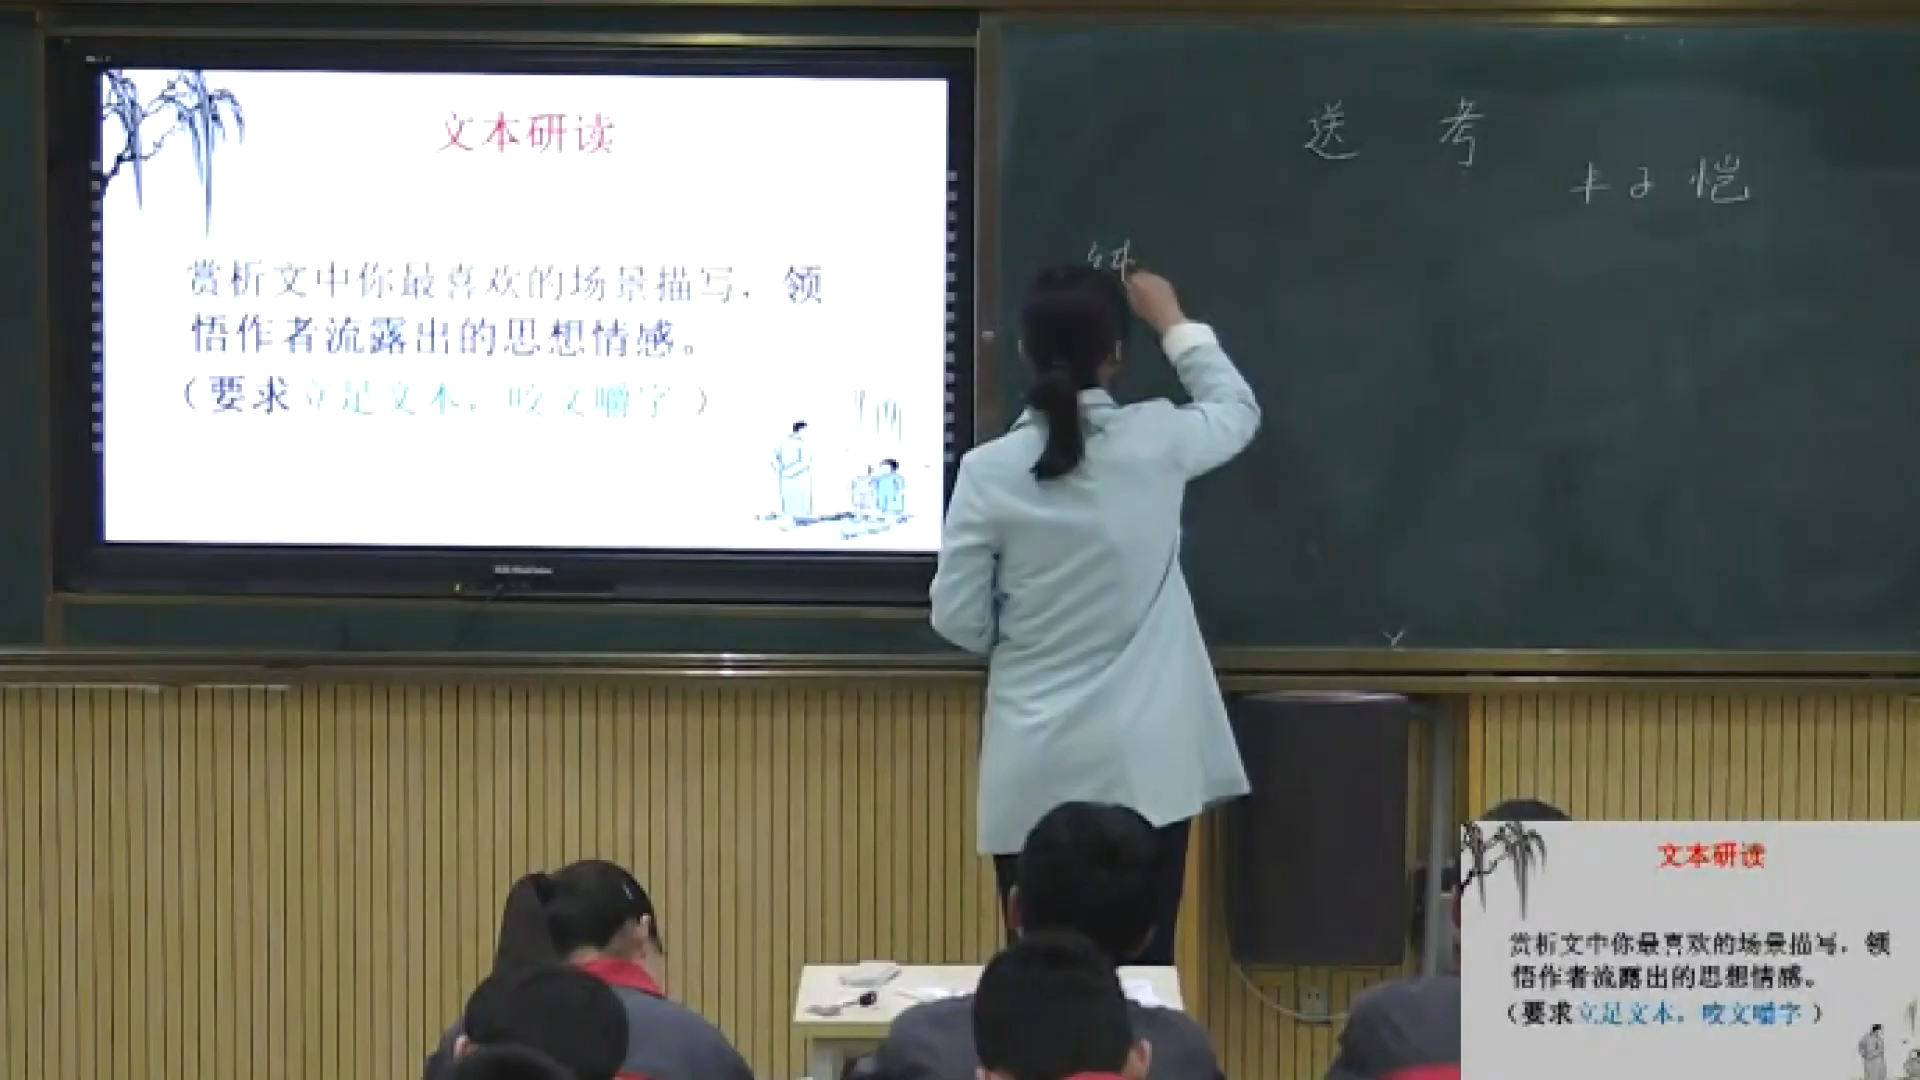 文本研读
赏析文中你最喜欢的场景描写，领
悟作者流露出的思想情感。
（要求立足文本，咬文嚼字）
送 考
丰子恺
文本研读
赏析文中你最喜欢的场景描写，领
悟作者流露出的思想情感。
（要求立足文本，咬文嚼字）